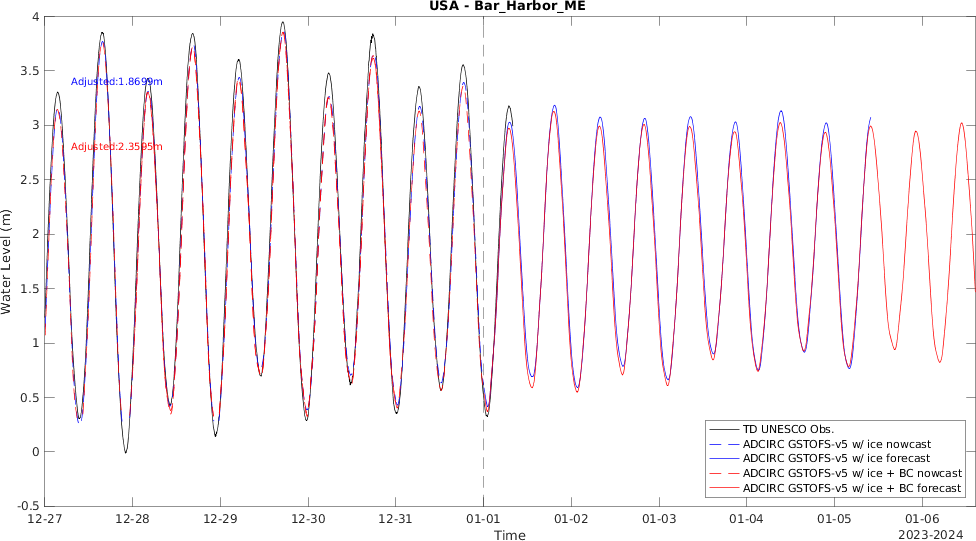 USA - Bar_Harbor_ME
4
3.5
3
2.5
2
1.5
1
0.5
0
-0.5
Water Level (m)
Adjusted:1.8699m
Adjusted:2.3595m
TD UNESCO Obs.
ADCIRC GSTOFS-v5 w/ ice nowcast
ADCIRC GSTOFS-v5 w/ ice forecast
ADCIRC GSTOFS-v5 w/ ice + BC nowcast
ADCIRC GSTOFS-v5 w/ ice + BC forecast
12-27 12-28 12-29 12-30 12-31 01-01 01-02 01-03 01-04 01-05 01-06
Time
2023-2024